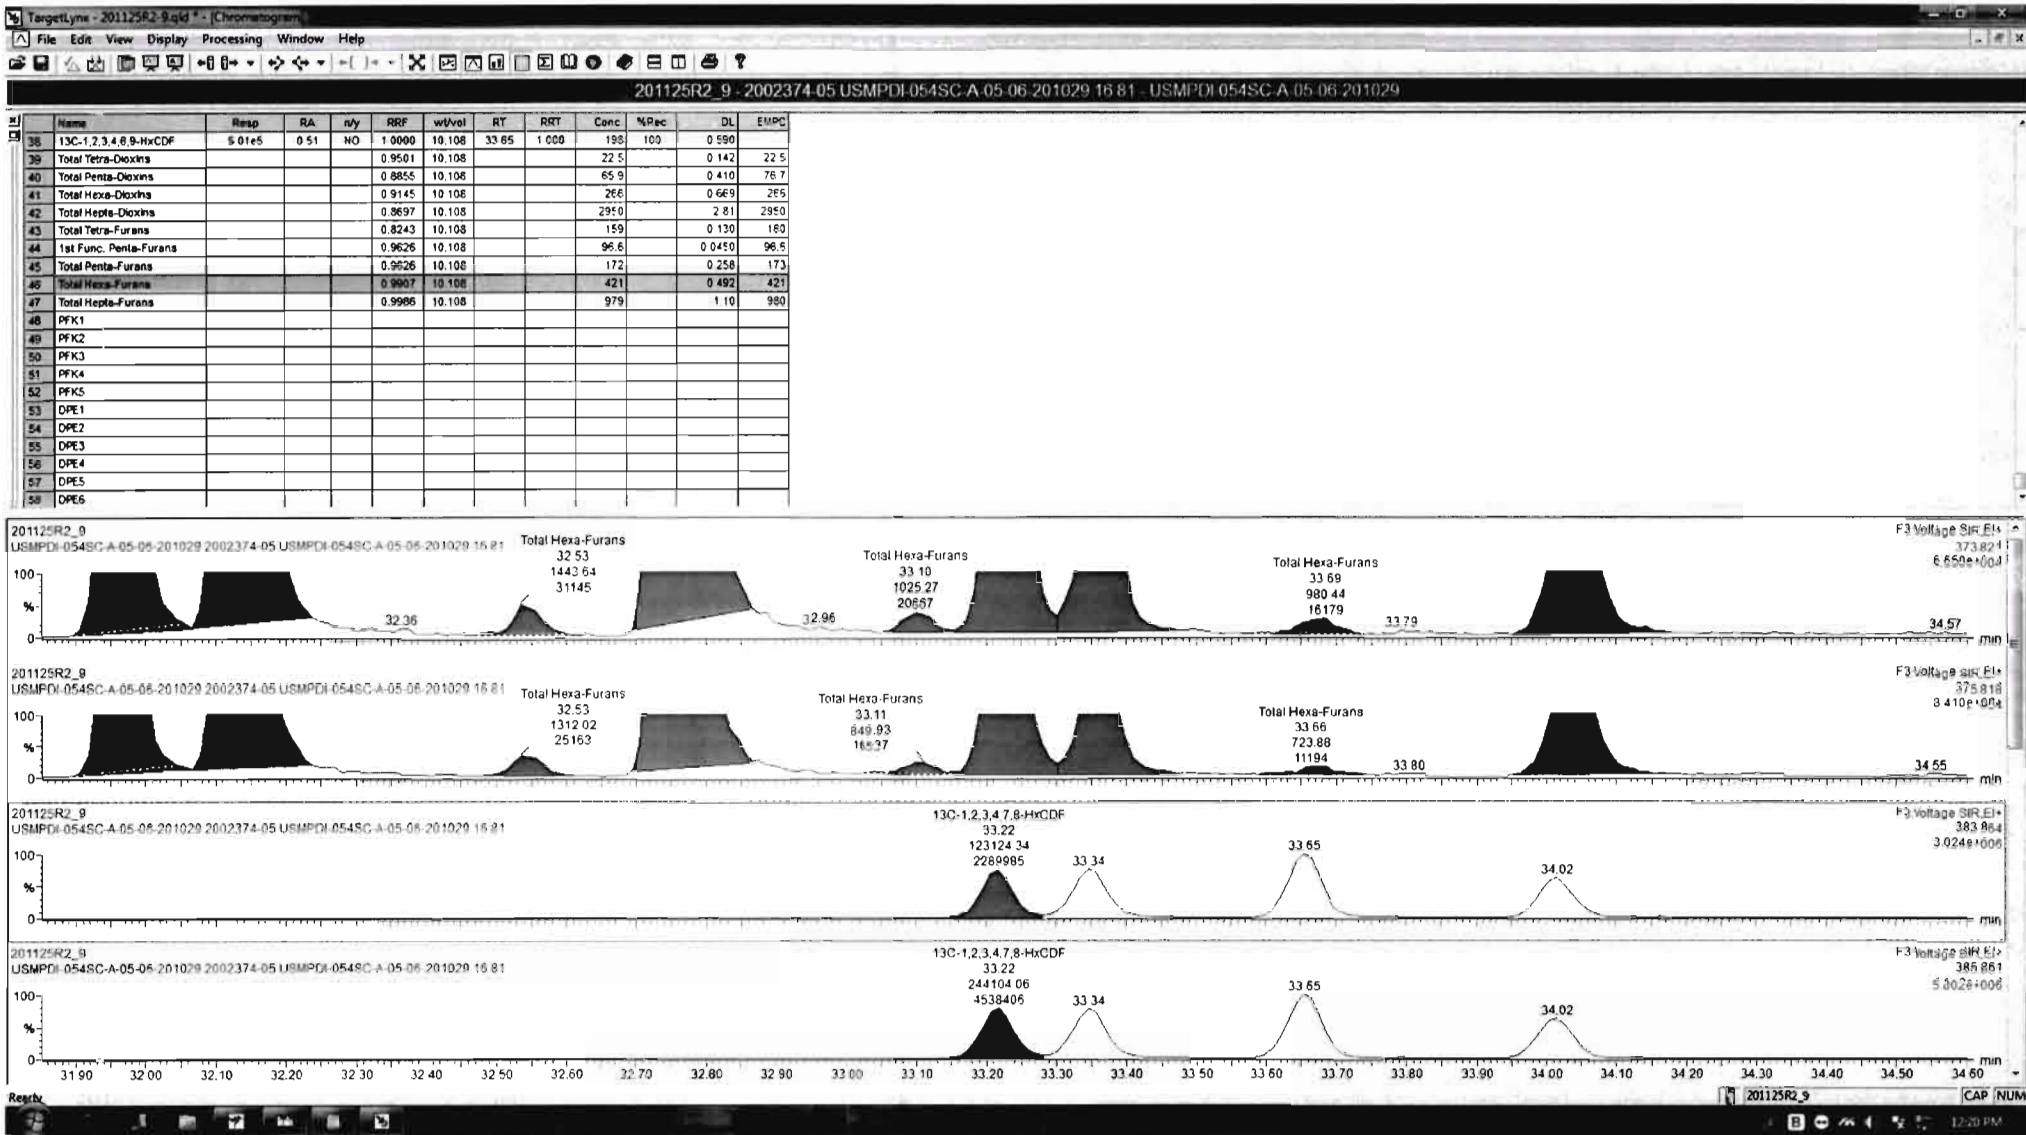 TargetLynx - 201125R2-9.qld * - [Chromatogram]
File Edit View Display Processing Window Help
201125R2_9 - 2002374-05 USMPDI-054SC-A-05-06-201029 16.81 - USMPDI-054SC-A-05-06-201029
Name Resp RA n/y RRF wt/vol RT RRT Conc %Rec DL EMPC
38 13C-1,2,3,4,6,9-HxCDF 5.01e5 0.51 NO 1.0000 10.108 33.65 1.000 198 100 0.590
39 Total Tetra-Dioxins 0.9501 10.108 22.5 0.142 22.5
40 Total Penta-Dioxins 0.8855 10.108 65.9 0.410 76.7
41 Total Hexa-Dioxins 0.9145 10.108 266 0.669 266
42 Total Hepta-Dioxins 0.8697 10.108 2950 2.81 2950
43 Total Tetra-Furans 0.8243 10.108 159 0.130 160
44 1st Func. Penta-Furans 0.9626 10.108 96.6 0.0450 96.6
45 Total Penta-Furans 0.9626 10.108 172 0.258 173
46 Total Hexa-Furans 0.9907 10.108 421 0.492 421
47 Total Hepta-Furans 0.9986 10.108 979 1.10 980
48 PFK1
49 PFK2
50 PFK3
51 PFK4
52 PFK5
53 DPE1
54 DPE2
55 DPE3
56 DPE4
57 DPE5
58 DPE6
201125R2_9
USMPDI-054SC-A-05-06-201029 2002374-05 USMPDI-054SC-A-05-06-201029 16.81
F3:Voltage SIR,EI+
373.821
6.650e+004
Total Hexa-Furans
32.53
1443.64
31145
Total Hexa-Furans
33.10
1025.27
20667
Total Hexa-Furans
33.69
980.44
16179
100
%
0
32.36
32.96
33.79
34.57
min
201125R2_9
USMPDI-054SC-A-05-06-201029 2002374-05 USMPDI-054SC-A-05-06-201029 16.81
F3:Voltage SIR,EI+
375.818
3.410e+004
Total Hexa-Furans
32.53
1312.02
25163
Total Hexa-Furans
33.11
849.93
16537
Total Hexa-Furans
33.66
723.88
11194
100
%
0
33.80
34.55
min
201125R2_9
USMPDI-054SC-A-05-06-201029 2002374-05 USMPDI-054SC-A-05-06-201029 16.81
F3:Voltage SIR,EI+
383.864
3.024e+006
13C-1,2,3,4,7,8-HxCDF
33.22
123124.34
2289985
33.34
33.65
34.02
100
%
0
min
201125R2_9
USMPDI-054SC-A-05-06-201029 2002374-05 USMPDI-054SC-A-05-06-201029 16.81
F3:Voltage SIR,EI+
385.861
13C-1,2,3,4,7,8-HxCDF
33.22
244104.06
4538406
33.34
33.65
34.02
100
%
0
min
31.90 32.00 32.10 32.20 32.30 32.40 32.50 32.60 32.70 32.80 32.90 33.00 33.10 33.20 33.30 33.40 33.50 33.60 33.70 33.80 33.90 34.00 34.10 34.20 34.30 34.40 34.50 34.60
Ready
201125R2_9
CAP NUM
12:20 PM